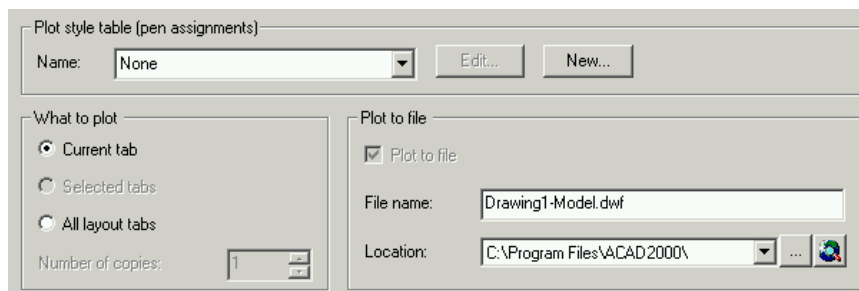 Plot style table (pen assignments)
Name: None Edit... New...
What to plot
Current tab
Selected tabs
All layout tabs
Number of copies: 1
Plot to file
Plot to file
File name: Drawing1-Model.dwf
Location: C:\Program Files\ACAD2000\ ...